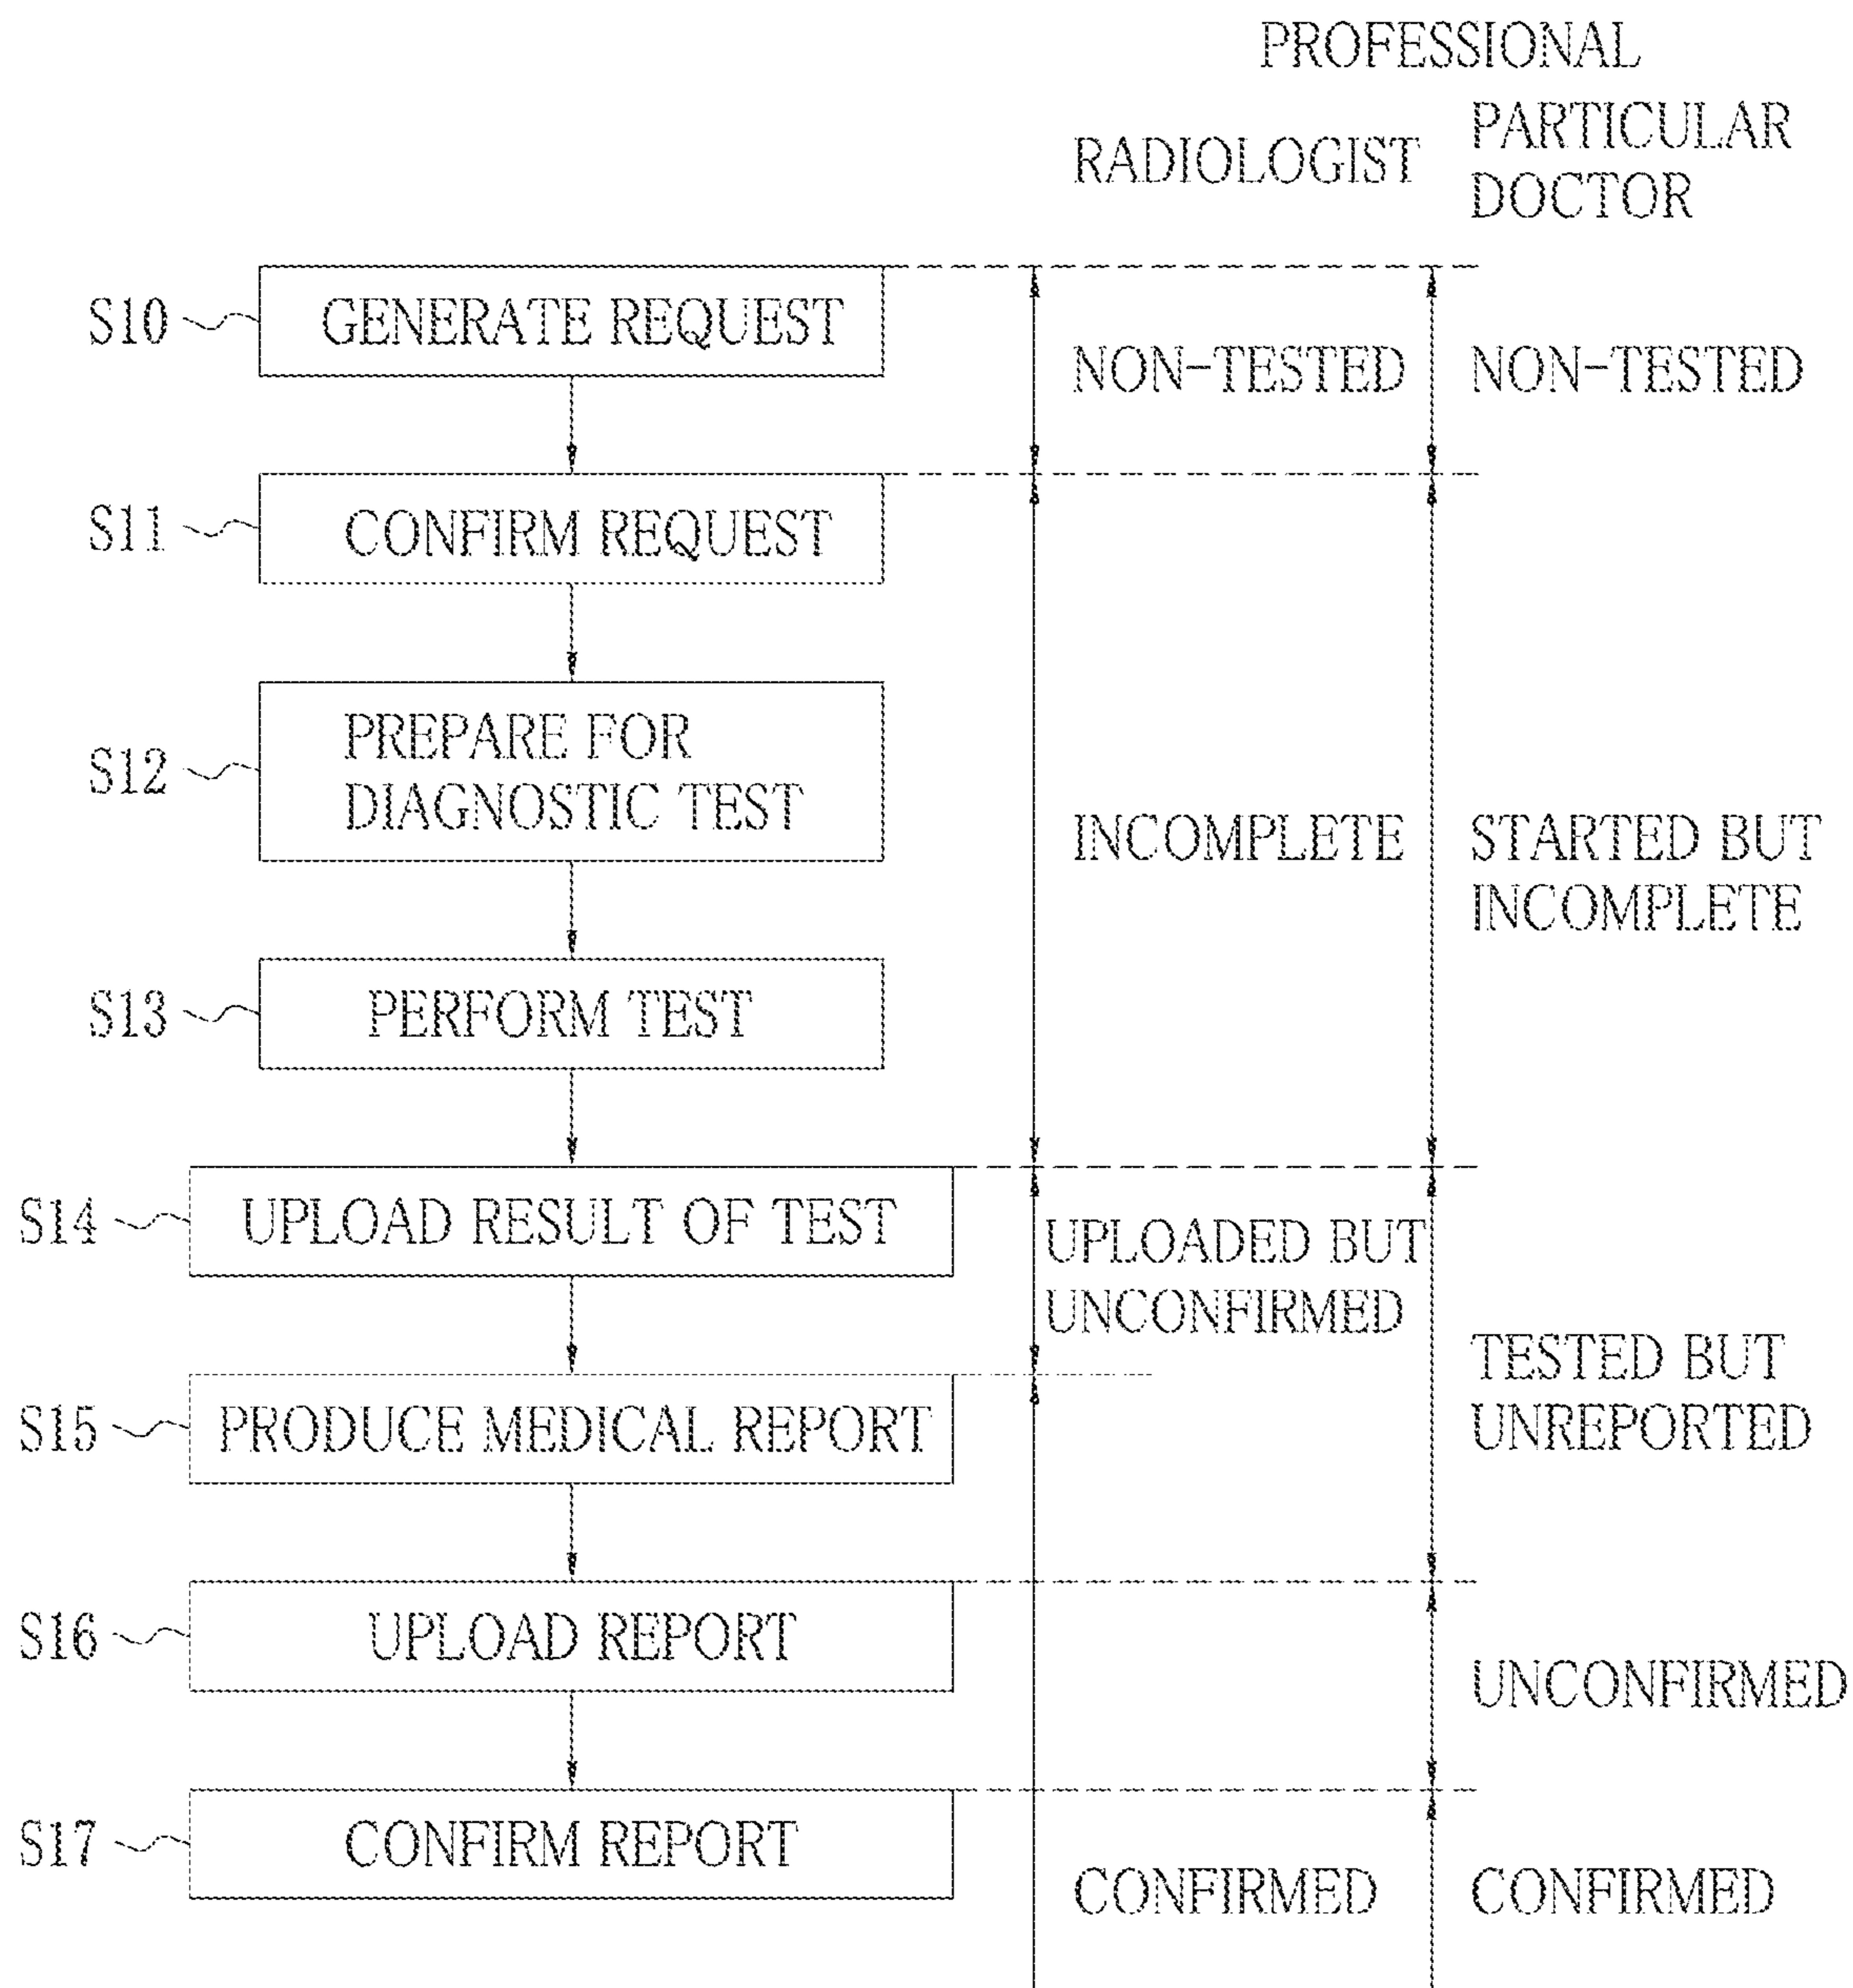 PROFESSIONAL
RADIOLOGIST
PARTICULAR
DOCTOR
S10
GENERATE REQUEST
NON-TESTED
NON-TESTED
S11
CONFIRM REQUEST
S12
PREPARE FOR
DIAGNOSTIC TEST
INCOMPLETE
STARTED BUT
INCOMPLETE
S13
PERFORM TEST
S14
UPLOAD RESULT OF TEST
UPLOADED BUT
UNCONFIRMED
S15
PRODUCE MEDICAL REPORT
TESTED BUT
UNREPORTED
S16
UPLOAD REPORT
UNCONFIRMED
S17
CONFIRM REPORT
CONFIRMED
CONFIRMED